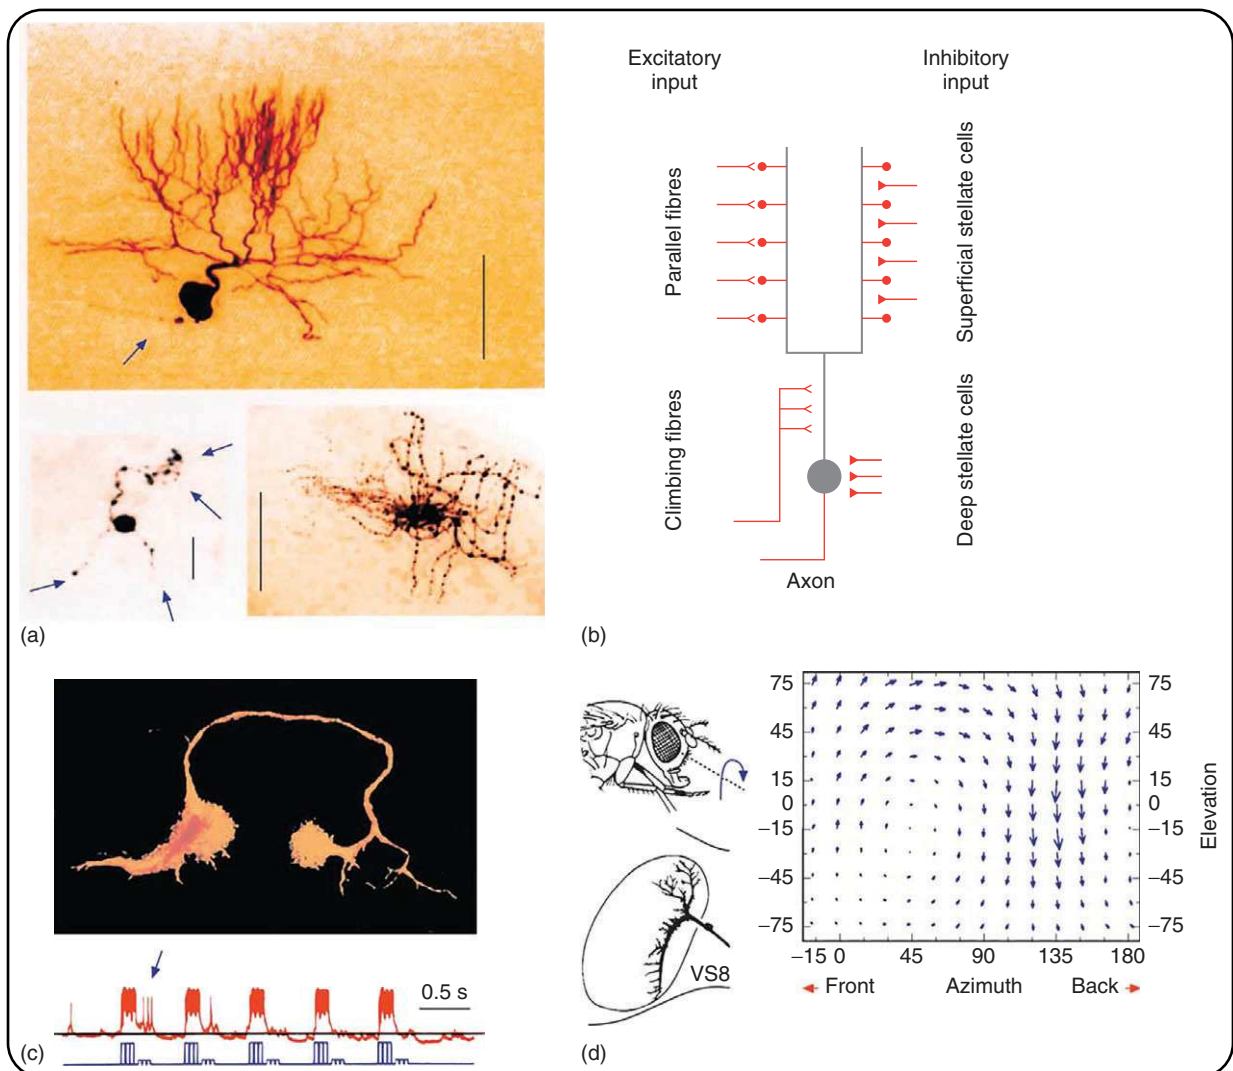 (a)
Excitatory
input
Inhibitory
input
Parallel fibres
Superficial stellate cells
Climbing fibres
Deep stellate cells
Axon
(b)
0.5 s
(c)
VS8
75 75
45 45
15 15
0 0
−15 −15
−45 −45
−75 −75
Elevation
−15 0 45 90 135 180
Front Azimuth Back
(d)